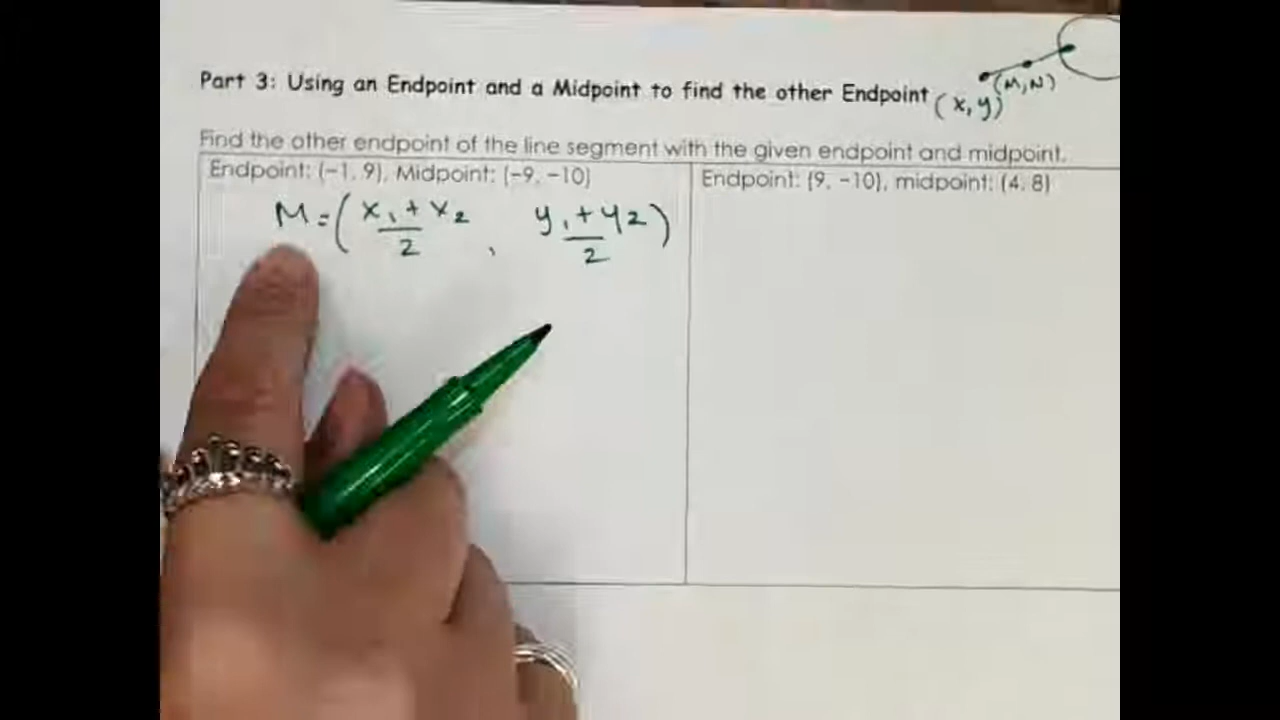 Part 3: Using an Endpoint and a Midpoint to find the other Endpoint (x, y) (M, N)
Find the other endpoint of the line segment with the given endpoint and midpoint.
Endpoint: (-1, 9), Midpoint: (-9, -10)
M = ( x₁ + x₂ / 2 , y₁ + y₂ / 2 )
Endpoint: (9, -10), midpoint: (4, 8)